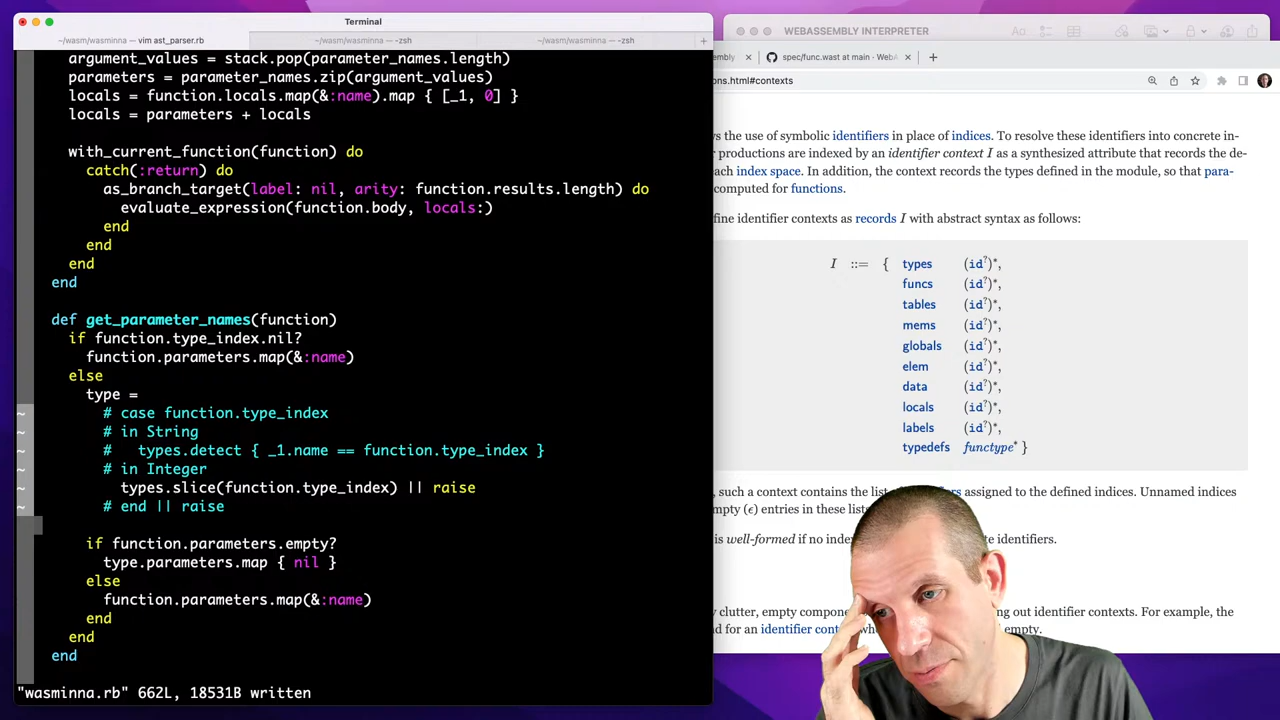 Terminal
~/wasm/wasminna — vim ast_parser.rb
~/wasm/wasminna — -zsh
~/wasm/wasminna — -zsh
+
argument_values = stack.pop(parameter_names.length)
parameters = parameter_names.zip(argument_values)
locals = function.locals.map(&:name).map { [_1, 0] }
locals = parameters + locals
with_current_function(function) do
catch(:return) do
as_branch_target(label: nil, arity: function.results.length) do
evaluate_expression(function.body, locals:)
end
end
end
end
def get_parameter_names(function)
if function.type_index.nil?
function.parameters.map(&:name)
else
type =
~ # case function.type_index
~ # in String
~ #   types.detect { _1.name == function.type_index }
~ # in Integer
~ types.slice(function.type_index) || raise
~ # end || raise
if function.parameters.empty?
type.parameters.map { nil }
else
function.parameters.map(&:name)
end
end
end
"wasminna.rb" 662L, 18531B written
WEBASSEMBLY INTERPRETER
Aa
embly
spec/func.wast at main · WebA
ons.html#contexts
s the use of symbolic identifiers in place of indices. To resolve these identifiers into concrete in-
r productions are indexed by an identifier context I as a synthesized attribute that records the de-
each index space. In addition, the context records the types defined in the module, so that para-
computed for functions.
fine identifier contexts as records I with abstract syntax as follows:
I ::= { types (id?)*,
funcs (id?)*,
tables (id?)*,
mems (id?)*,
globals (id?)*,
elem (id?)*,
data (id?)*,
locals (id?)*,
labels (id?)*,
typedefs functype* }
, such a context contains the list of identifiers assigned to the defined indices. Unnamed indices
mpty (ϵ) entries in these lis
is well-formed if no inde te identifiers.
y clutter, empty compone ng out identifier contexts. For example, the
d for an identifier cont empty.